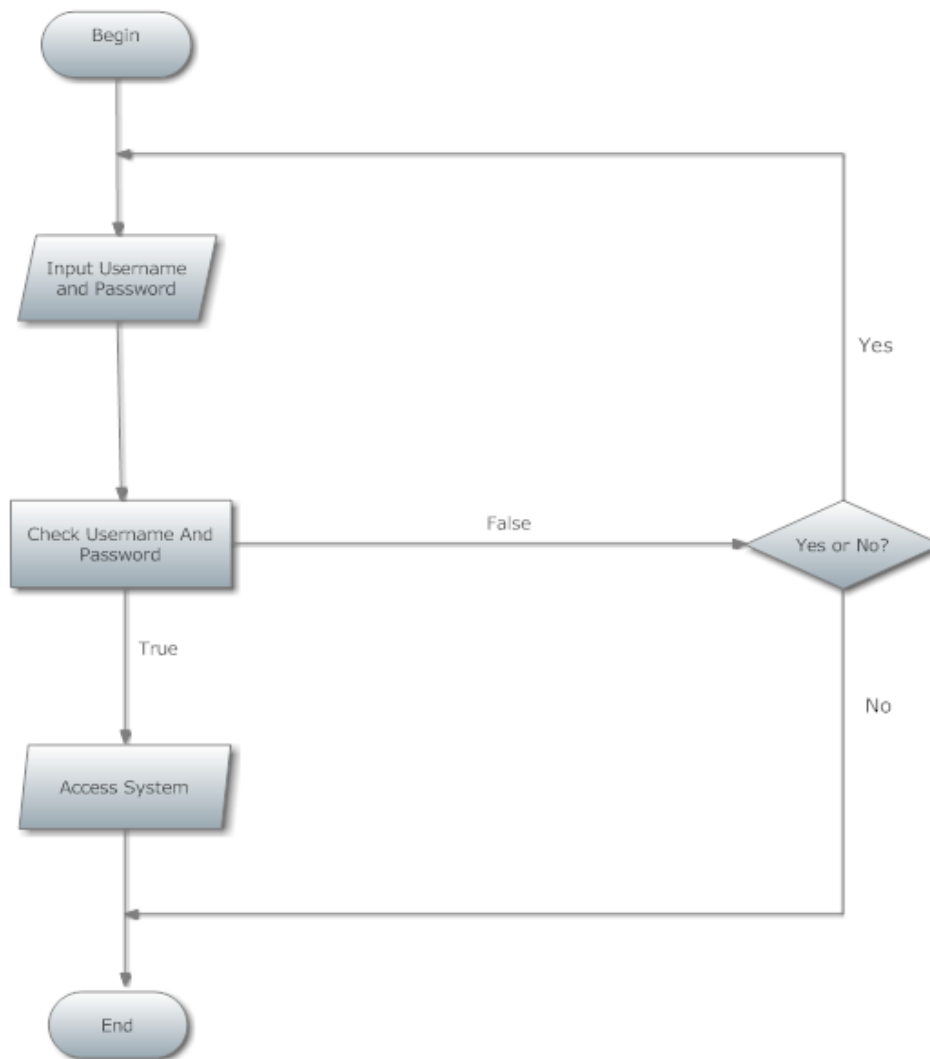 Begin
Input Username
and Password
Yes
Check Username And
Password
False
Yes or No?
True
No
Access System
End